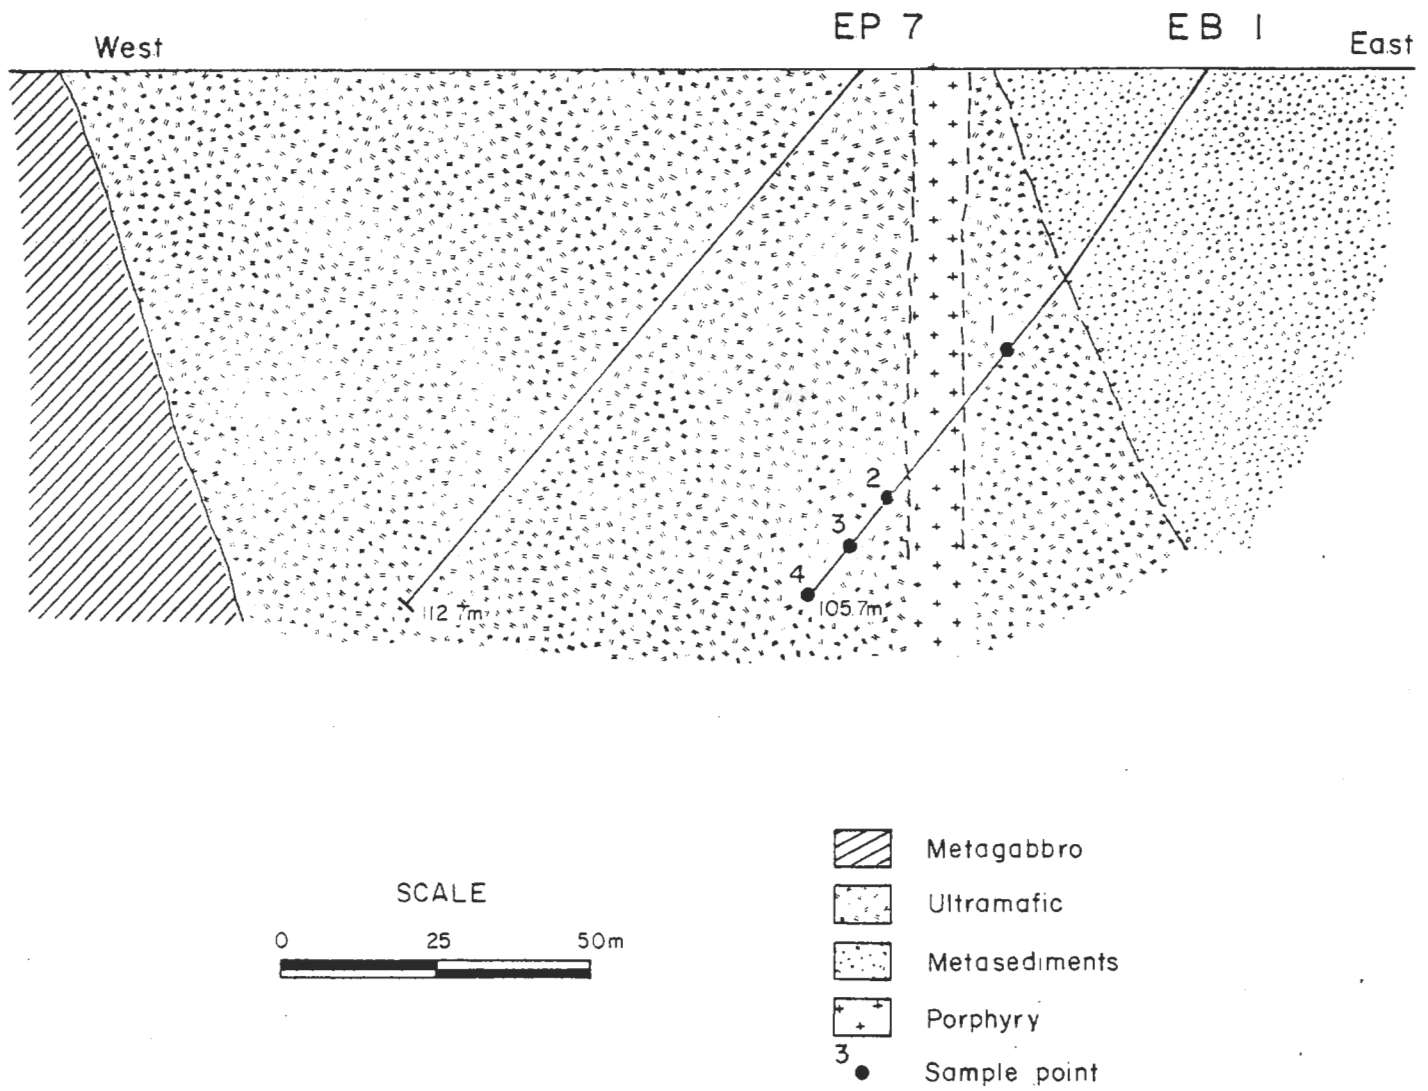 West EP 7 EB 1 East
1
2
3
4
112.7m
105.7m
SCALE
0 25 50m
Metagabbro
Ultramafic
Metasediments
Porphyry
3 Sample point